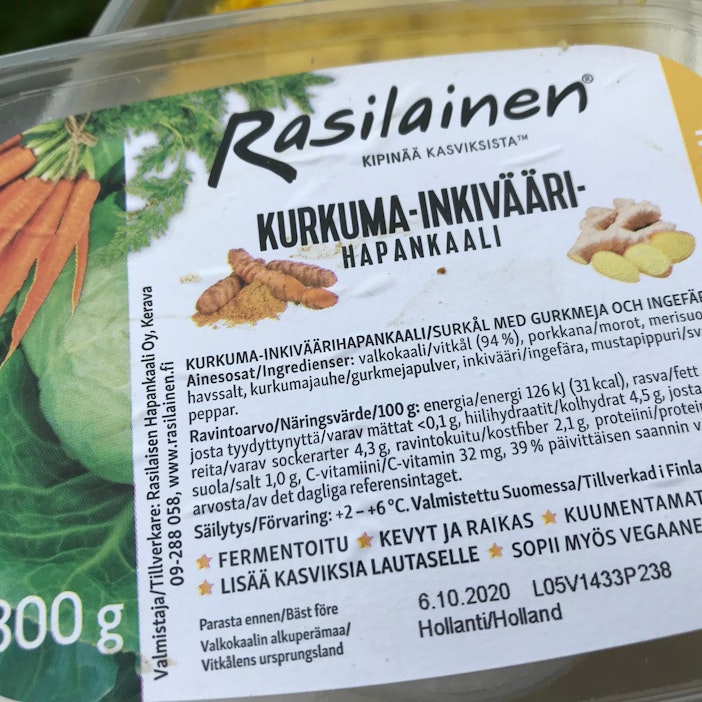 Rasilainen®
KIPINÄÄ KASVIKSISTA™
KURKUMA-INKIVÄÄRI-
HAPANKAALI
KURKUMA-INKIVÄÄRIHAPANKAALI/SURKÅL MED GURKMEJA OCH INGEFÄR
Ainesosat/Ingredienser: valkokaali/vitkål (94 %), porkkana/morot, merisuo
havssalt, kurkumajauhe/gurkmejapulver, inkivääri/ingefära, mustapippuri/sv
peppar.
Ravintoarvo/Näringsvärde/100 g: energia/energi 126 kJ (31 kcal), rasva/fett
josta tyydyttynyttä/varav mättat <0,1 g, hiilihydraatit/kolhydrat 4,5 g, josta
reita/varav sockerarter 4,3 g, ravintokuitu/kostfiber 2,1 g, proteiini/protein
suola/salt 1,0 g, C-vitamiini/C-vitamin 32 mg, 39 % päivittäisen saannin v
arvosta/av det dagliga referensintaget.
Säilytys/Förvaring: +2 – +6 °C. Valmistettu Suomessa/Tillverkad i Finla
FERMENTOITU KEVYT JA RAIKAS KUUMENTAMAT
LISÄÄ KASVIKSIA LAUTASELLE SOPII MYÖS VEGAANE
Parasta ennen/Bäst före 6.10.2020 L05V1433P238
Valkokaalin alkuperämaa/ Hollanti/Holland
Vitkålens ursprungsland
Valmistaja/Tillverkare: Rasilaisen Hapankaali Oy, Kerava
09-288 058, www.rasilainen.fi
800 g